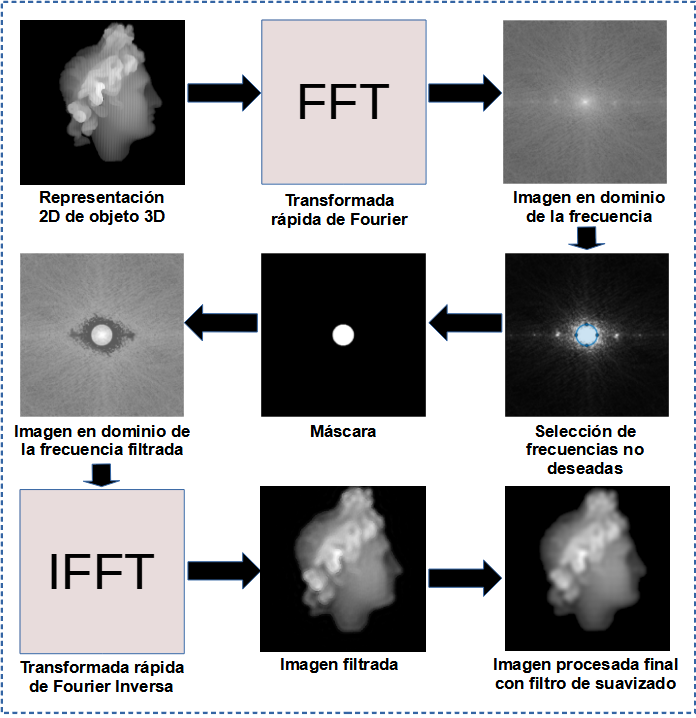 FFT
Representación
2D de objeto 3D
Transformada
rápida de Fourier
Imagen en dominio
de la frecuencia
Imagen en dominio de
la frecuencia filtrada
Máscara
Selección de
frecuencias no
deseadas
IFFT
Transformada rápida
de Fourier Inversa
Imagen filtrada
Imagen procesada final
con filtro de suavizado